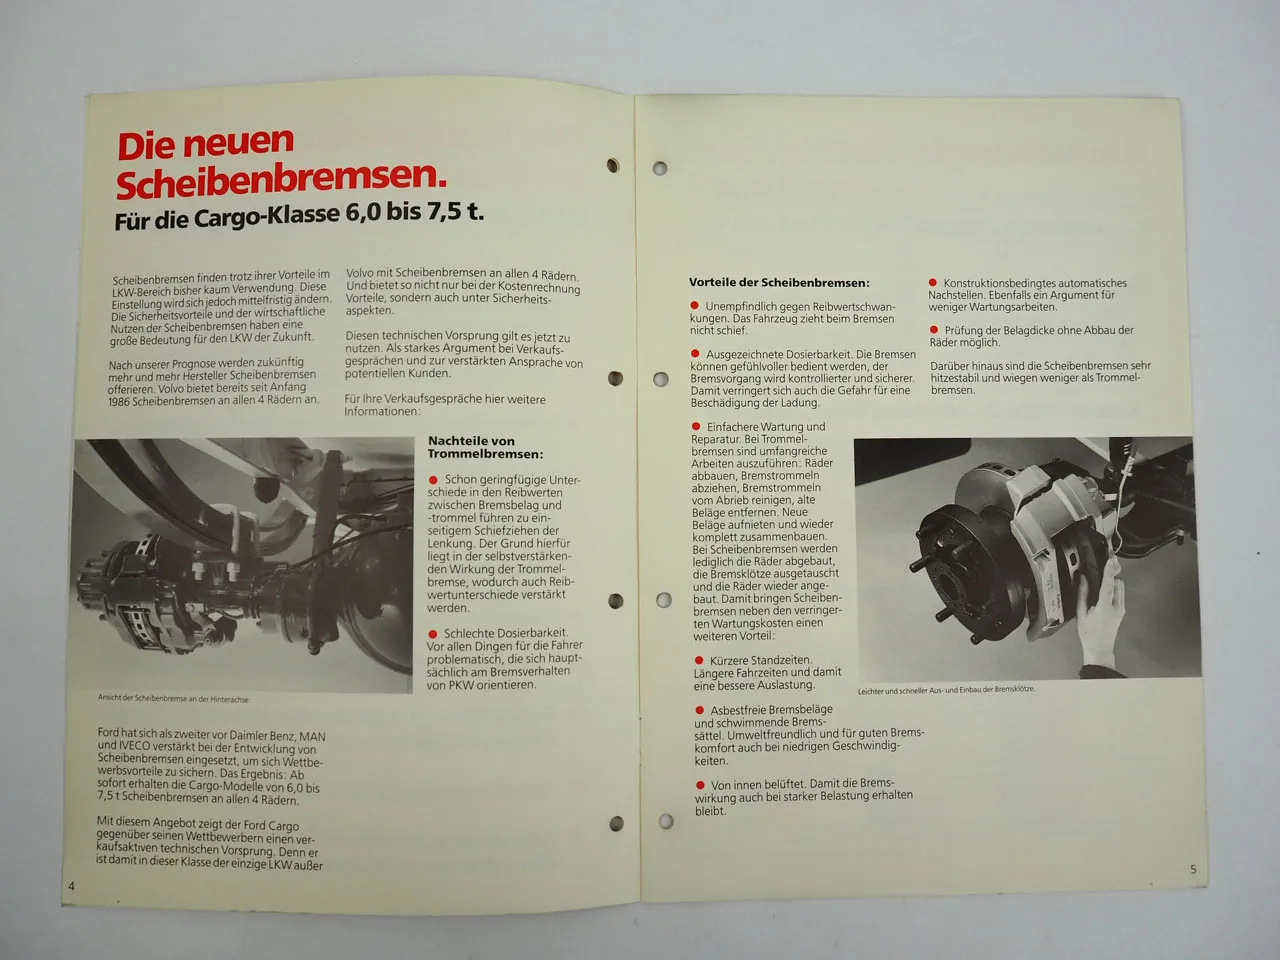 Die neuen
Scheibenbremsen.
Für die Cargo-Klasse 6,0 bis 7,5 t.
Scheibenbremsen finden trotz ihrer Vorteile im
LKW-Bereich bisher kaum Verwendung. Diese
Einstellung wird sich jedoch mittelfristig ändern.
Die Sicherheitsvorteile und der wirtschaftliche
Nutzen der Scheibenbremsen haben eine
große Bedeutung für den LKW der Zukunft.
Nach unserer Prognose werden zukünftig
mehr und mehr Hersteller Scheibenbremsen
offerieren. Volvo bietet bereits seit Anfang
1986 Scheibenbremsen an allen 4 Rädern an.
Ansicht der Scheibenbremse an der Hinterachse.
Ford hat sich als zweiter vor Daimler Benz, MAN
und IVECO verstärkt bei der Entwicklung von
Scheibenbremsen eingesetzt, um sich Wettbe-
werbsvorteile zu sichern. Das Ergebnis: Ab
sofort erhalten die Cargo-Modelle von 6,0 bis
7,5 t Scheibenbremsen an allen 4 Rädern.
Mit diesem Angebot zeigt der Ford Cargo
gegenüber seinen Wettbewerbern einen ver-
kaufsaktiven technischen Vorsprung. Denn er
ist damit in dieser Klasse der einzige LKW außer
Volvo mit Scheibenbremsen an allen 4 Rädern.
Und bietet so nicht nur bei der Kostenrechnung
Vorteile, sondern auch unter Sicherheits-
aspekten.
Diesen technischen Vorsprung gilt es jetzt zu
nutzen. Als starkes Argument bei Verkaufs-
gesprächen und zur verstärkten Ansprache von
potentiellen Kunden.
Für Ihre Verkaufsgespräche hier weitere
Informationen:
Nachteile von
Trommelbremsen:
● Schon geringfügige Unter-
schiede in den Reibwerten
zwischen Bremsbelag und
-trommel führen zu ein-
seitigem Schiefziehen der
Lenkung. Der Grund hierfür
liegt in der selbstverstärken-
den Wirkung der Trommel-
bremse, wodurch auch Reib-
wertunterschiede verstärkt
werden.
● Schlechte Dosierbarkeit.
Vor allen Dingen für die Fahrer
problematisch, die sich haupt-
sächlich am Bremsverhalten
von PKW orientieren.
4
Vorteile der Scheibenbremsen:
● Unempfindlich gegen Reibwertschwan-
kungen. Das Fahrzeug zieht beim Bremsen
nicht schief.
● Ausgezeichnete Dosierbarkeit. Die Bremsen
können gefühlvoller bedient werden, der
Bremsvorgang wird kontrollierter und sicherer.
Damit verringert sich auch die Gefahr für eine
Beschädigung der Ladung.
● Einfachere Wartung und
Reparatur. Bei Trommel-
bremsen sind umfangreiche
Arbeiten auszuführen: Räder
abbauen, Bremstrommeln
abziehen, Bremstrommeln
vom Abrieb reinigen, alte
Beläge entfernen. Neue
Beläge aufnieten und wieder
komplett zusammenbauen.
Bei Scheibenbremsen werden
lediglich die Räder abgebaut,
die Bremsklötze ausgetauscht
und die Räder wieder ange-
baut. Damit bringen Scheiben-
bremsen neben den verringer-
ten Wartungskosten einen
weiteren Vorteil:
● Kürzere Standzeiten.
Längere Fahrzeiten und damit
eine bessere Auslastung.
● Asbestfreie Bremsbeläge
und schwimmende Brems-
sättel. Umweltfreundlich und für guten Brems-
komfort auch bei niedrigen Geschwindig-
keiten.
● Von innen belüftet. Damit die Brems-
wirkung auch bei starker Belastung erhalten
bleibt.
● Konstruktionsbedingtes automatisches
Nachstellen. Ebenfalls ein Argument für
weniger Wartungsarbeiten.
● Prüfung der Belagdicke ohne Abbau der
Räder möglich.
Darüber hinaus sind die Scheibenbremsen sehr
hitzestabil und wiegen weniger als Trommel-
bremsen.
Leichter und schneller Aus- und Einbau der Bremsklötze.
5